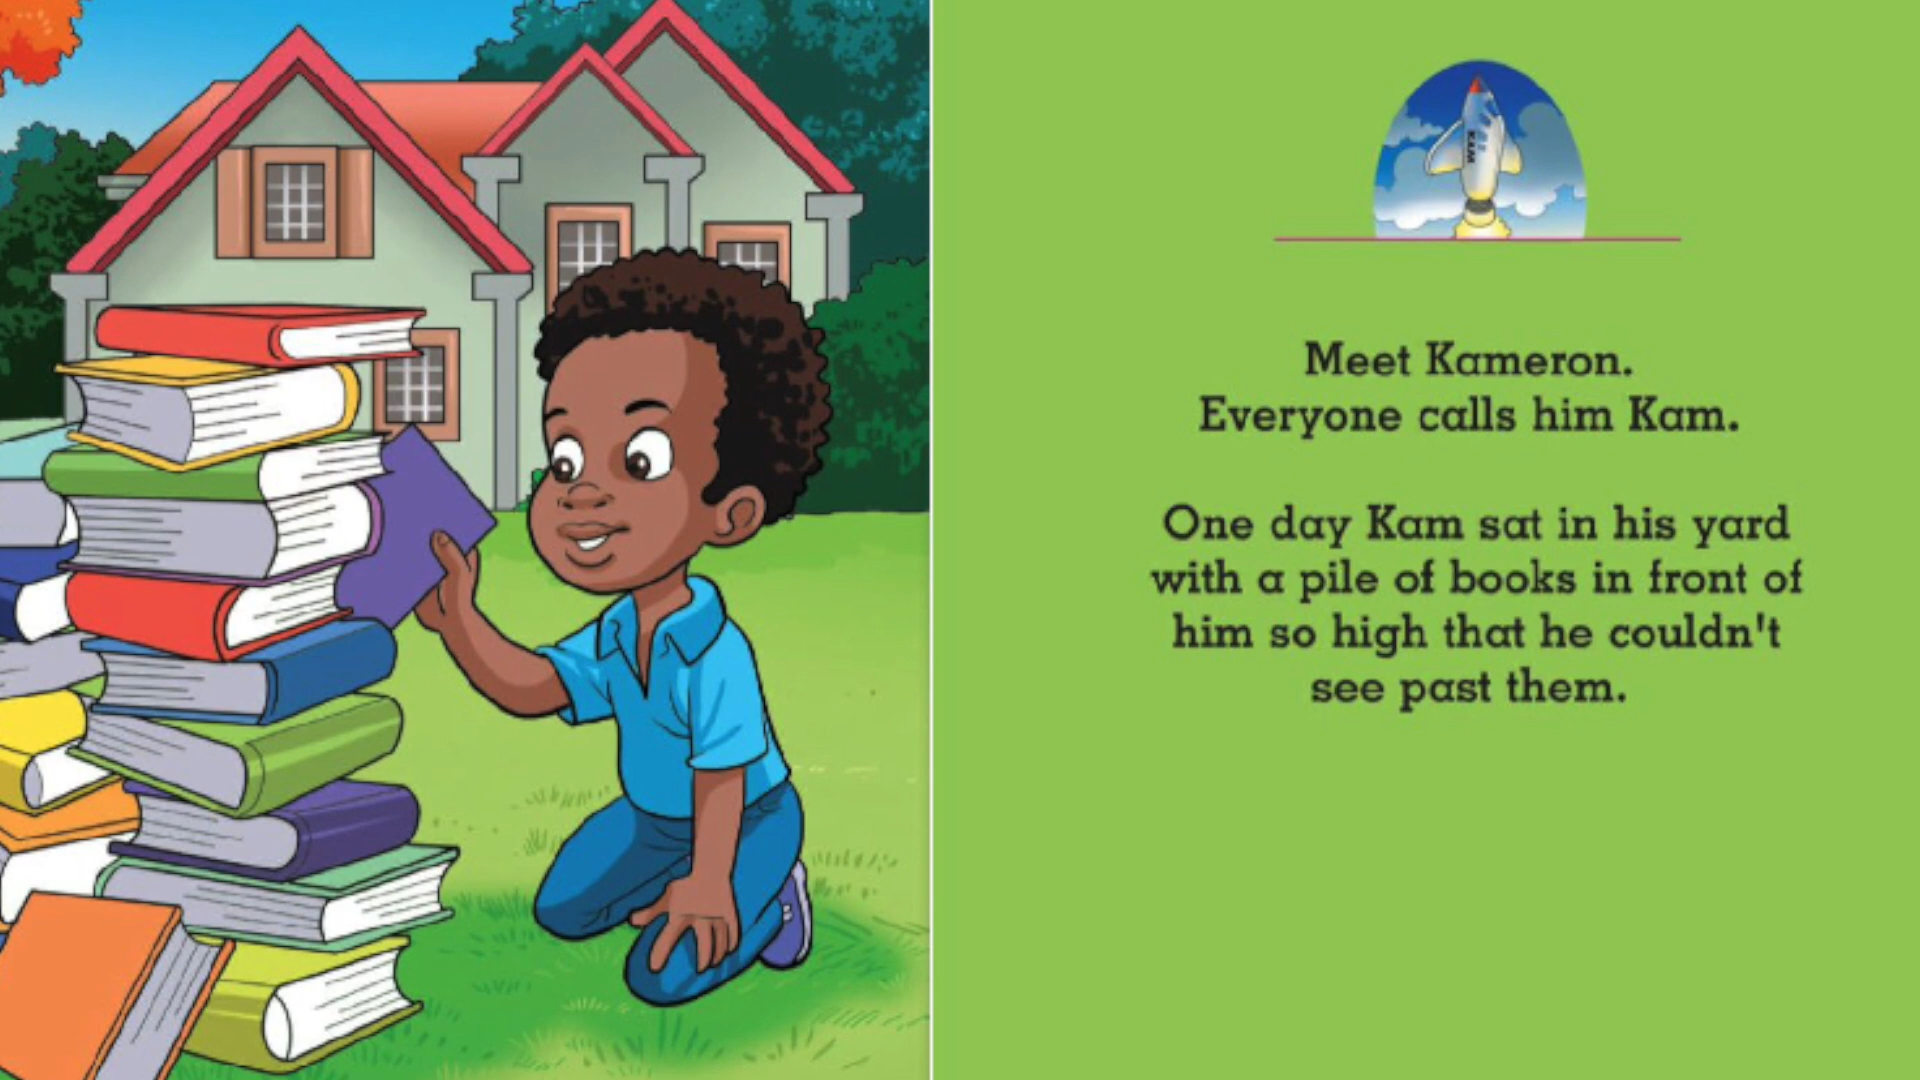 KAM
Meet Kameron.
Everyone calls him Kam.
One day Kam sat in his yard
with a pile of books in front of
him so high that he couldn't
see past them.